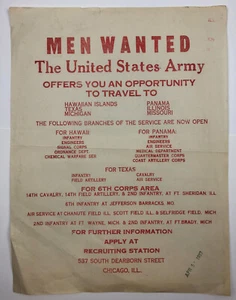 MEN WANTED
The United States Army
OFFERS YOU AN OPPORTUNITY
TO TRAVEL TO
HAWAIIAN ISLANDS PANAMA
TEXAS ILLINOIS
MICHIGAN MISSOURI
THE FOLLOWING BRANCHES OF THE SERVICE ARE NOW OPEN
FOR HAWAII: FOR PANAMA:
INFANTRY INFANTRY
ENGINEERS ENGINEERS
SIGNAL CORPS AIR SERVICE
ORDNANCE DEPT. MEDICAL DEPARTMENT
CHEMICAL WARFARE SER. QUARTERMASTER CORPS
COAST ARTILLERY CORPS
FOR TEXAS
INFANTRY CAVALRY
FIELD ARTILLERY AIR SERVICE
FOR 6TH CORPS AREA
14TH CAVALRY, 14TH FIELD ARTILLERY, & 2ND INFANTRY, AT FT. SHERIDAN ILL.
6TH INFANTRY AT JEFFERSON BARRACKS, MO.
AIR SERVICE AT CHANUTE FIELD ILL. SCOTT FIELD ILL., & SELFRIDGE FIELD, MICH.
2ND INFANTRY AT FT. WAYNE, MICH. & 2ND INFANTRY, AT FT. BRADY, MICH.
FOR FURTHER INFORMATION
APPLY AT
RECRUITING STATION
537 SOUTH DEARBORN STREET
CHICAGO, ILL.